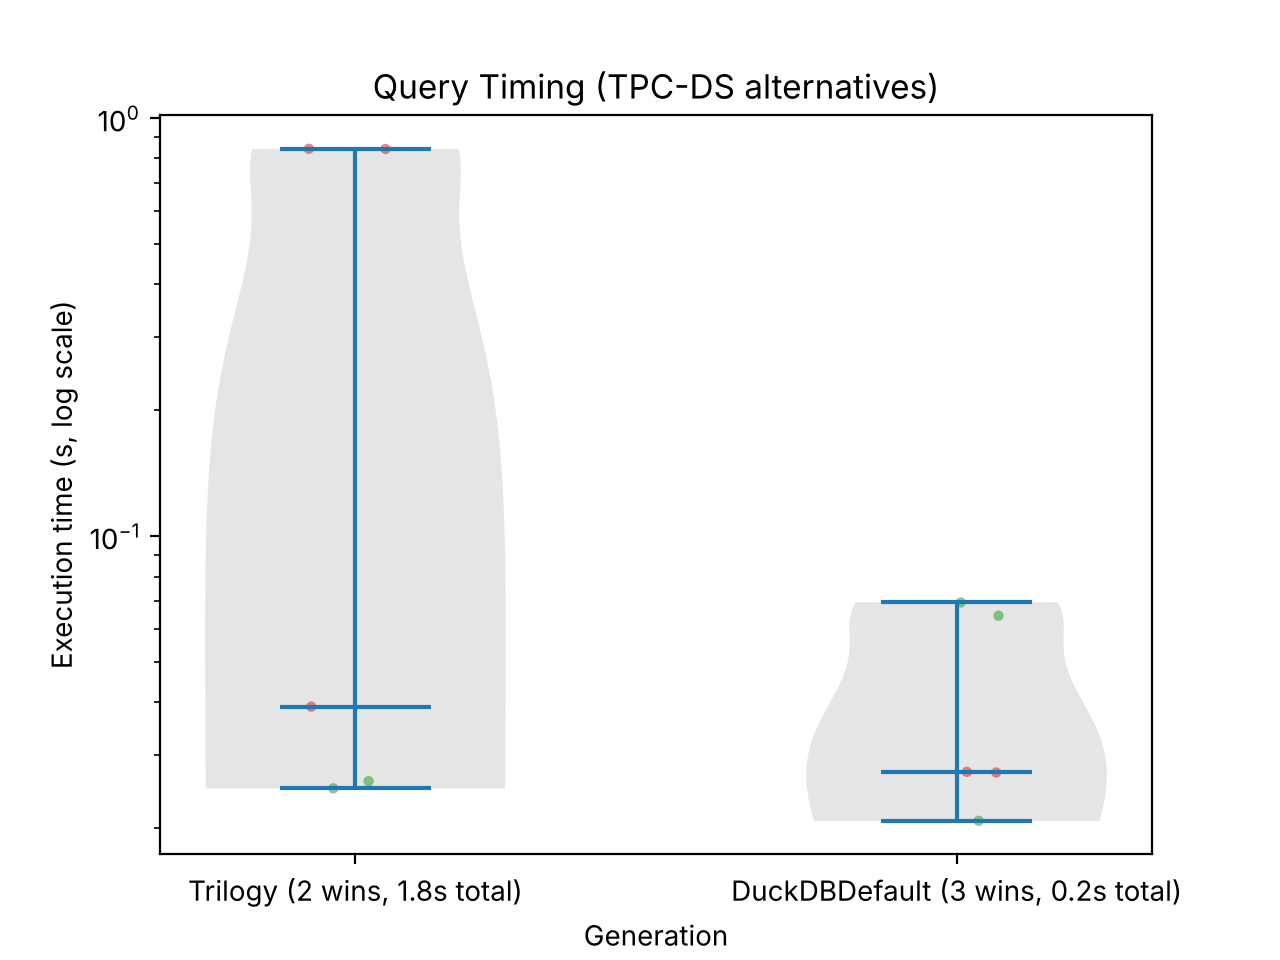 Query Timing (TPC-DS alternatives)
10⁰
10⁻¹
Execution time (s, log scale)
Trilogy (2 wins, 1.8s total)
DuckDBDefault (3 wins, 0.2s total)
Generation